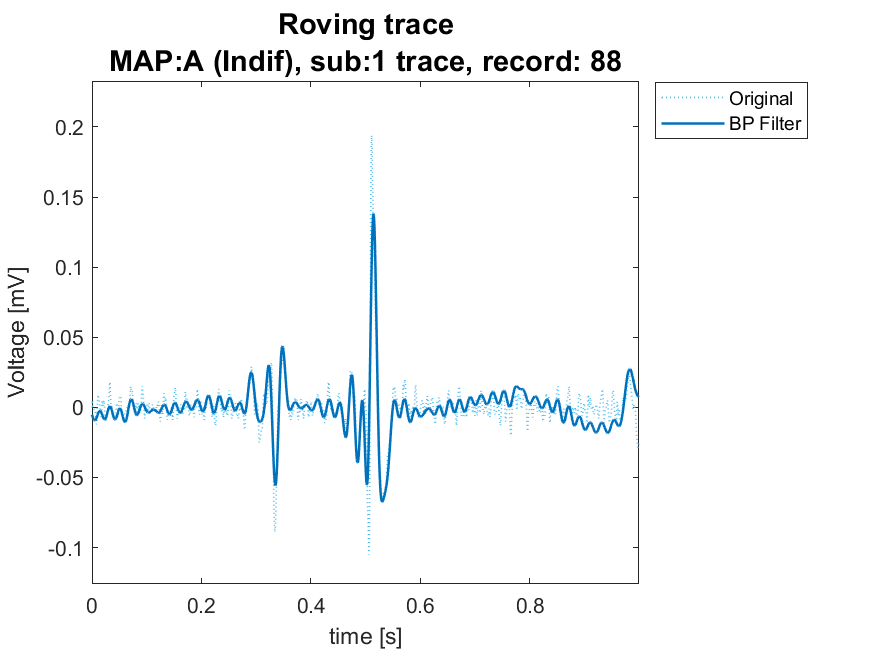 Roving trace
MAP:A (Indif), sub:1 trace, record: 88
Original
BP Filter
0.2
0.15
0.1
0.05
0
-0.05
-0.1
Voltage [mV]
0
0.2
0.4
0.6
0.8
time [s]